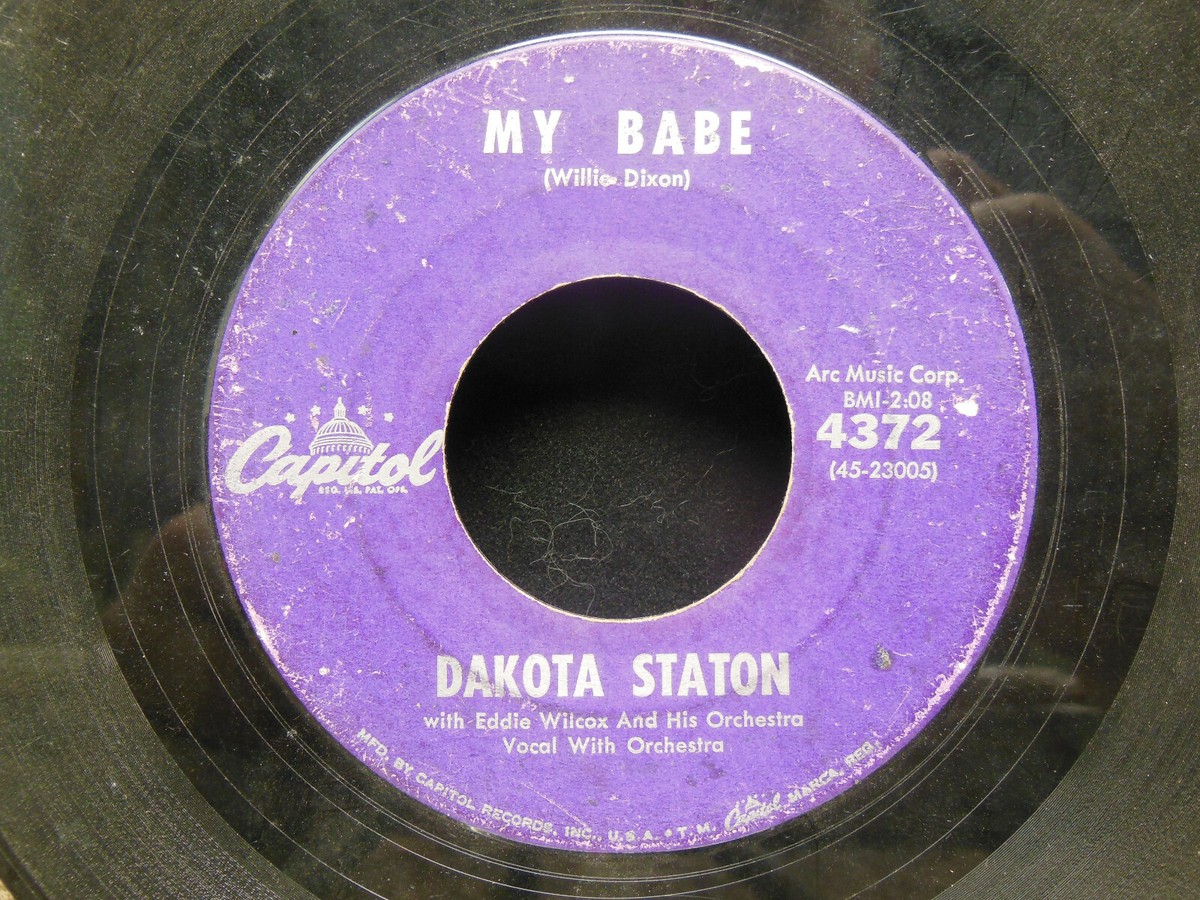 MY BABE
(Willie Dixon)
Capitol
REG. U.S. PAT. OFF.
Arc Music Corp.
BMI-2:08
4372
(45-23005)
DAKOTA STATON
with Eddie Wilcox And His Orchestra
Vocal With Orchestra
MFD. BY CAPITOL RECORDS, INC., U.S.A. • T.M. Capitol MARCA. REG.